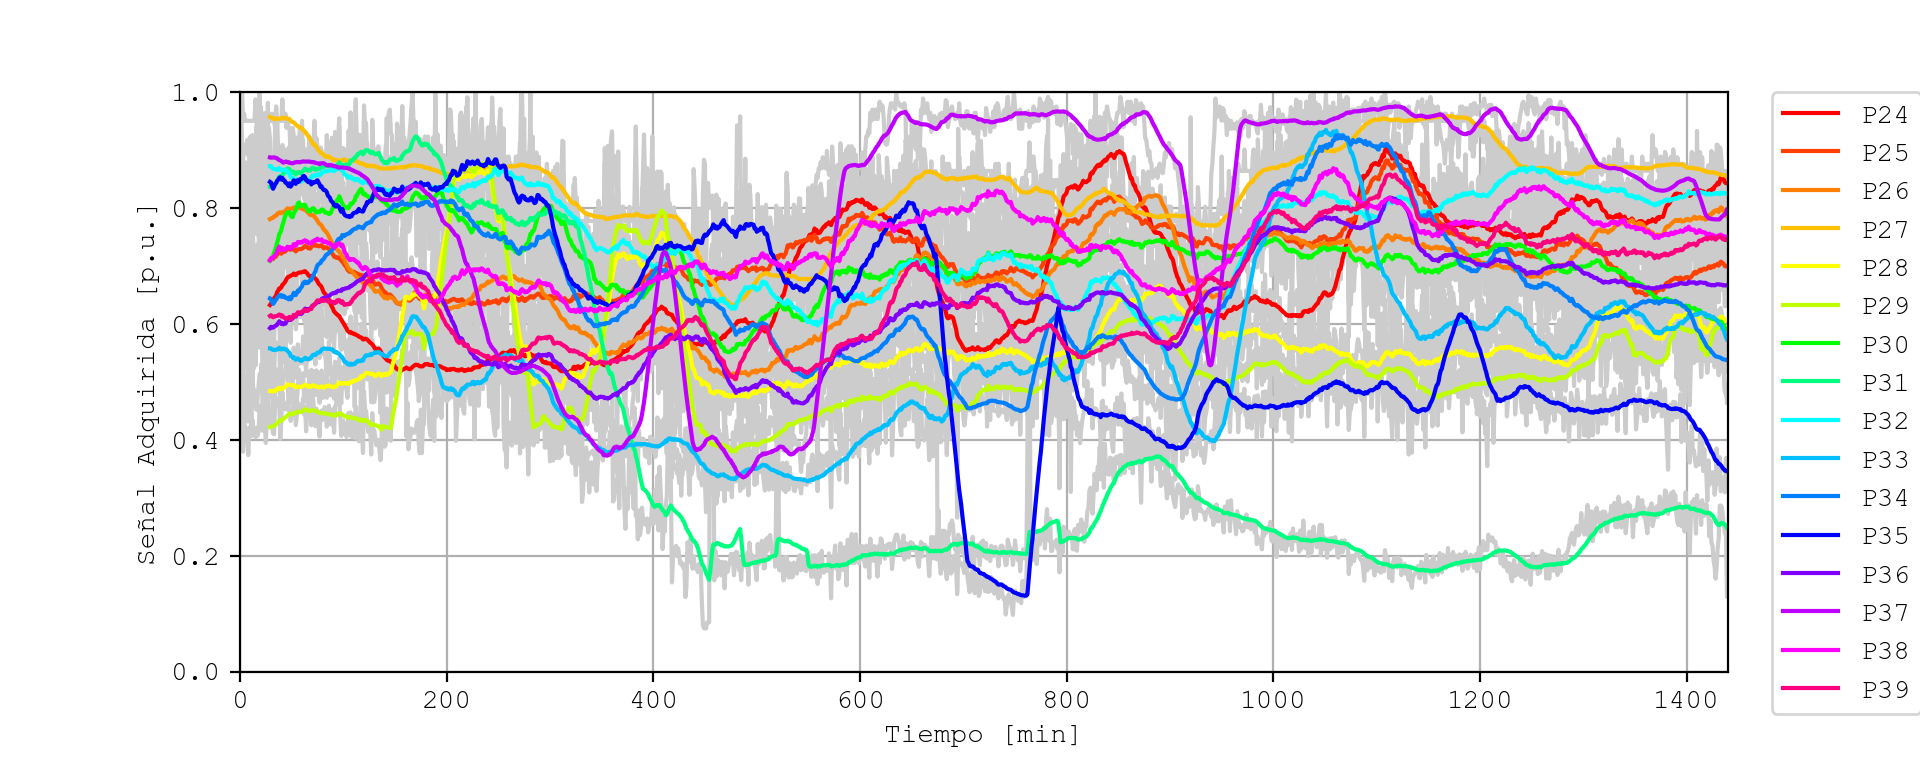 1.0
0.8
0.6
0.4
0.2
0.0
Señal Adquirida [p.u.]
0 200 400 600 800 1000 1200 1400
Tiempo [min]
P24
P25
P26
P27
P28
P29
P30
P31
P32
P33
P34
P35
P36
P37
P38
P39